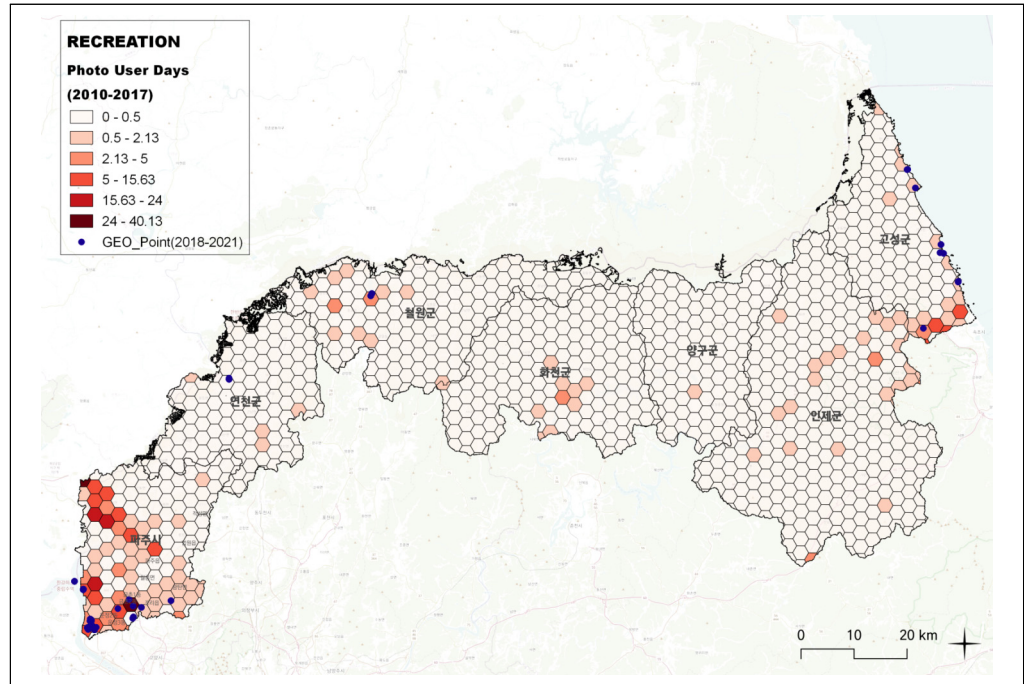 RECREATION
Photo User Days
(2010-2017)
0 - 0.5
0.5 - 2.13
2.13 - 5
5 - 15.63
15.63 - 24
24 - 40.13
GEO_Point(2018-2021)
고성군
철원군
양구군
화천군
연천군
인제군
파주시
0 10 20 km